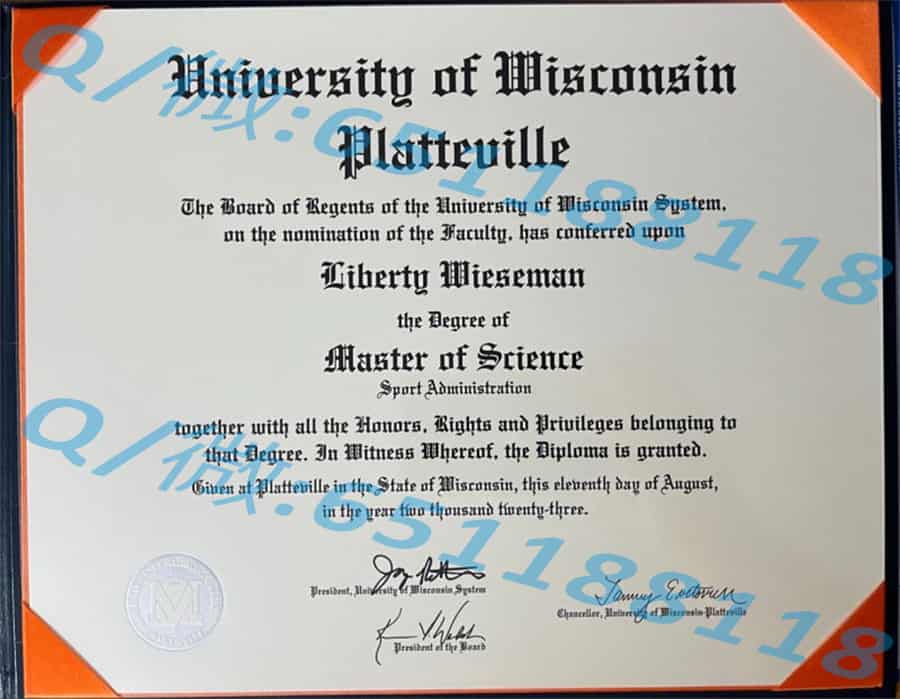 University of Wisconsin
Platteville
The Board of Regents of the University of Wisconsin System,
on the nomination of the Faculty, has conferred upon
Liberty Wieseman
the Degree of
Master of Science
Sport Administration
together with all the Honors, Rights and Privileges belonging to
that Degree. In Witness Whereof, the Diploma is granted.
Given at Platteville in the State of Wisconsin, this eleventh day of August,
in the year two thousand twenty-three.
President, University of Wisconsin System
Chancellor, University of Wisconsin-Platteville
President of the Board
Q/微:651188118
Q/微:651188118